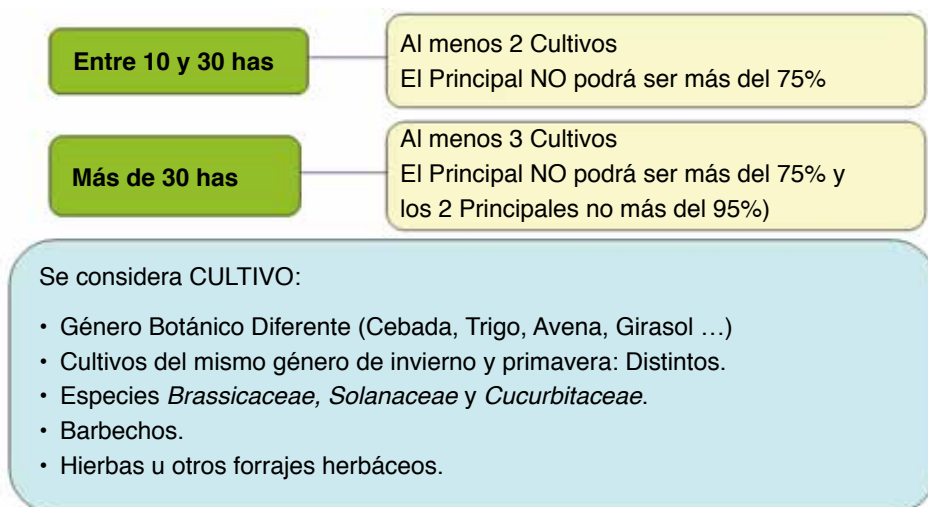 Entre 10 y 30 has
Al menos 2 Cultivos
El Principal NO podrá ser más del 75%
Más de 30 has
Al menos 3 Cultivos
El Principal NO podrá ser más del 75% y
los 2 Principales no más del 95%)
Se considera CULTIVO:
• Género Botánico Diferente (Cebada, Trigo, Avena, Girasol ...)
• Cultivos del mismo género de invierno y primavera: Distintos.
• Especies Brassicaceae, Solanaceae y Cucurbitaceae.
• Barbechos.
• Hierbas u otros forrajes herbáceos.